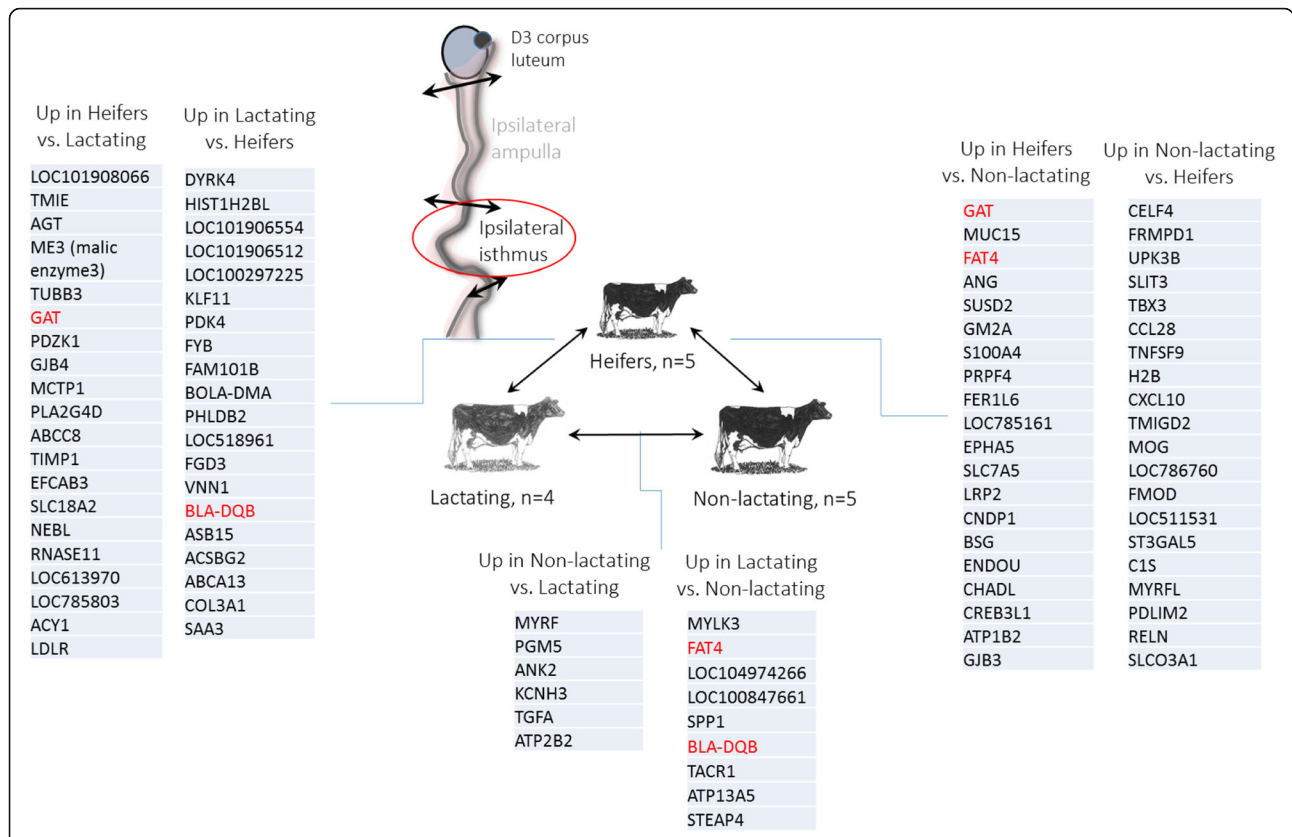 D3 corpus
luteum
Ipsilateral
ampulla
Ipsilateral
isthmus
Heifers, n=5
Lactating, n=4
Non-lactating, n=5
Up in Heifers
vs. Lactating
LOC101908066
TMIE
AGT
ME3 (malic
enzyme3)
TUBB3
GAT
PDZK1
GJB4
MCTP1
PLA2G4D
ABCC8
TIMP1
EFCAB3
SLC18A2
NEBL
RNASE11
LOC613970
LOC785803
ACY1
LDLR
Up in Lactating
vs. Heifers
DYRK4
HIST1H2BL
LOC101906554
LOC101906512
LOC100297225
KLF11
PDK4
FYB
FAM101B
BOLA-DMA
PHLDB2
LOC518961
FGD3
VNN1
BLA-DQB
ASB15
ACSBG2
ABCA13
COL3A1
SAA3
Up in Non-lactating
vs. Lactating
MYRF
PGM5
ANK2
KCNH3
TGFA
ATP2B2
Up in Lactating
vs. Non-lactating
MYLK3
FAT4
LOC104974266
LOC100847661
SPP1
BLA-DQB
TACR1
ATP13A5
STEAP4
Up in Heifers
vs. Non-lactating
GAT
MUC15
FAT4
ANG
SUSD2
GM2A
S100A4
PRPF4
FER1L6
LOC785161
EPHA5
SLC7A5
LRP2
CNDP1
BSG
ENDOU
CHADL
CREB3L1
ATP1B2
GJB3
Up in Non-lactating
vs. Heifers
CELF4
FRMPD1
UPK3B
SLIT3
TBX3
CCL28
TNFSF9
H2B
CXCL10
TMIGD2
MOG
LOC786760
FMOD
LOC511531
ST3GAL5
C1S
MYRFL
PDLIM2
RELN
SLCO3A1